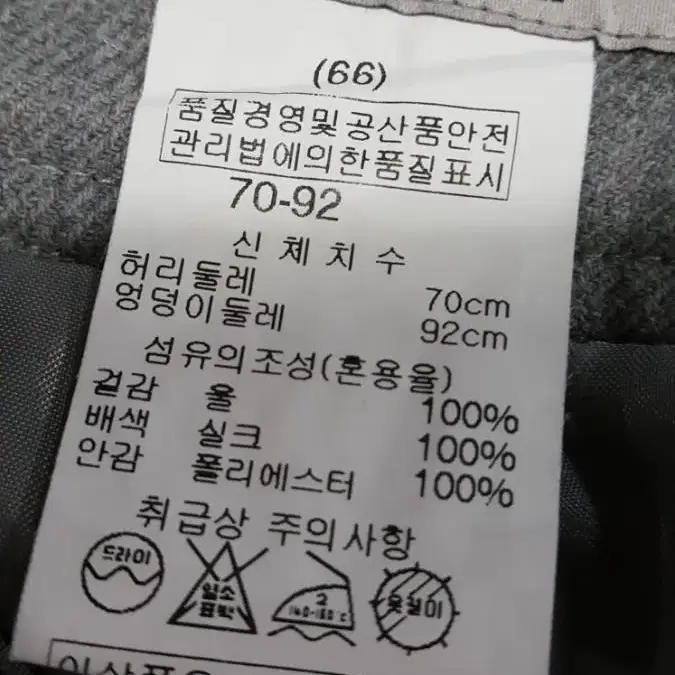 (66)
품질경영및공산품안전
관리법에의한품질표시
70-92
신체치수
허리둘레 70cm
엉덩이둘레 92cm
섬유의조성(혼용율)
겉감 울 100%
배색 실크 100%
안감 폴리에스터 100%
취급상 주의사항
드라이
염소
표백
2
140-160℃
옷걸이